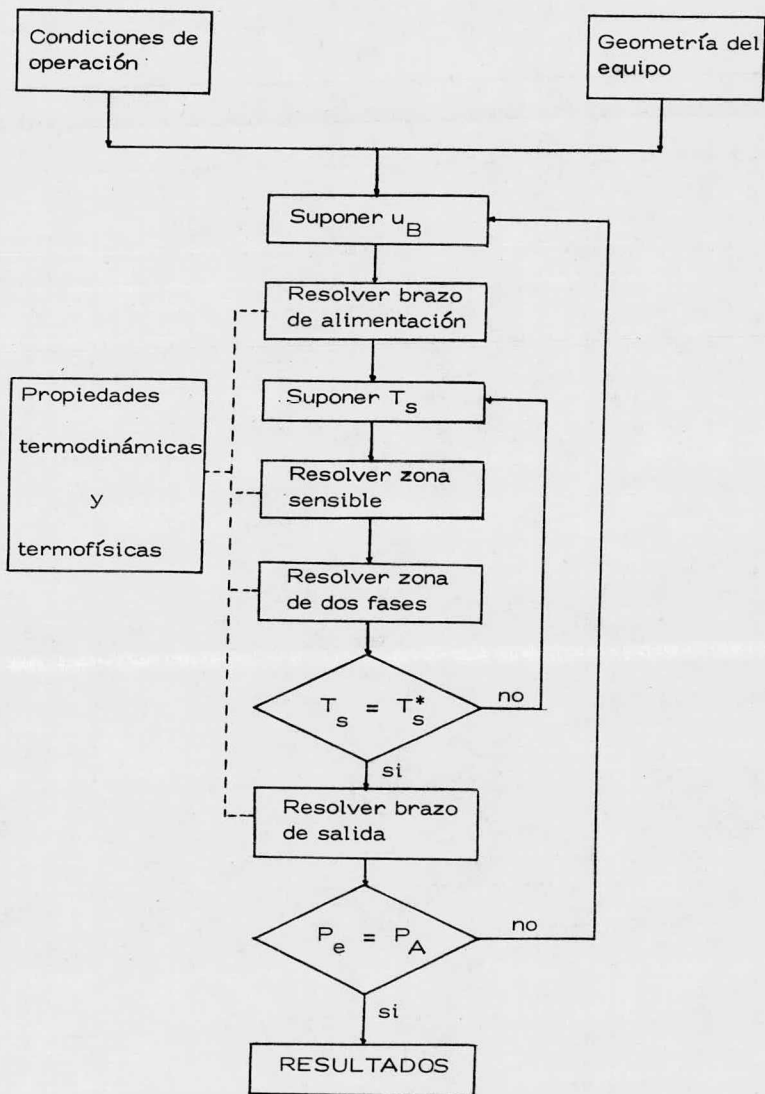 Condiciones de
operación
Geometría del
equipo
Suponer u_B
Resolver brazo
de alimentación
Suponer T_s
Propiedades
termodinámicas
y
termofísicas
Resolver zona
sensible
Resolver zona
de dos fases
T_s = T_s*
no
si
Resolver brazo
de salida
P_e = P_A
no
si
RESULTADOS